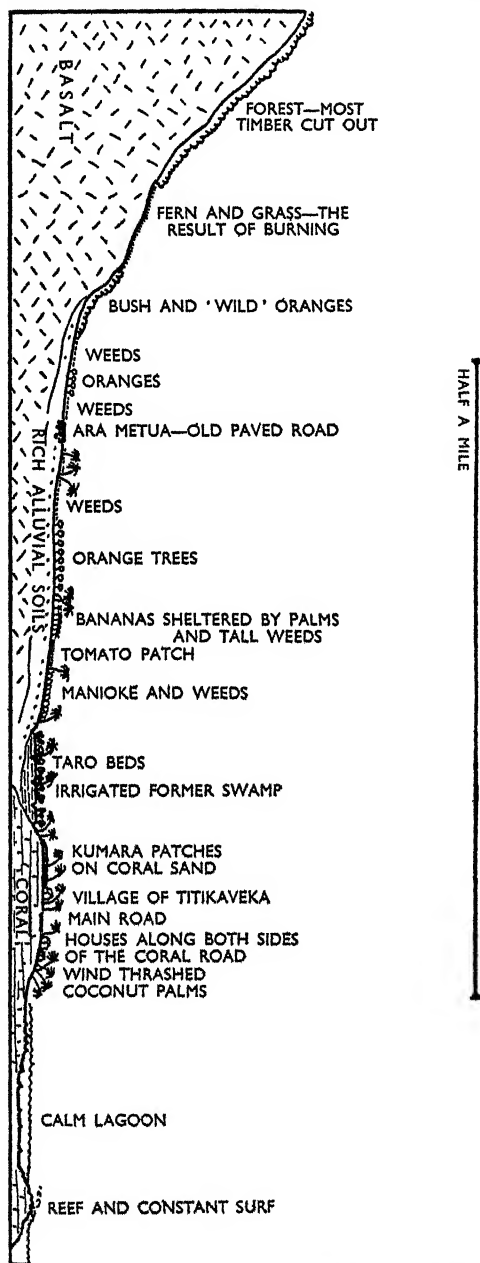 BASALT
FOREST—MOST
TIMBER CUT OUT
FERN AND GRASS—THE
RESULT OF BURNING
BUSH AND 'WILD' ORANGES
WEEDS
ORANGES
WEEDS
ARA METUA—OLD PAVED ROAD
WEEDS
RICH ALLUVIAL SOILS
ORANGE TREES
BANANAS SHELTERED BY PALMS
AND TALL WEEDS
TOMATO PATCH
MANIOKE AND WEEDS
TARO BEDS
IRRIGATED FORMER SWAMP
KUMARA PATCHES
ON CORAL SAND
CORAL
VILLAGE OF TITIKAVEKA
MAIN ROAD
HOUSES ALONG BOTH SIDES
OF THE CORAL ROAD
WIND THRASHED
COCONUT PALMS
CALM LAGOON
REEF AND CONSTANT SURF
HALF A MILE